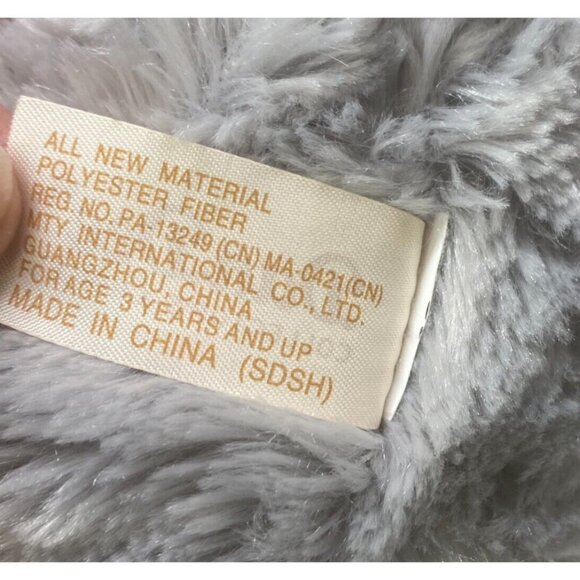 ALL NEW MATERIAL
POLYESTER FIBER
REG NO. PA-13249 (CN) MA-0421(CN)
MTY INTERNATIONAL CO., LTD.
GUANGZHOU, CHINA
FOR AGE 3 YEARS AND UP
MADE IN CHINA (SDSH)